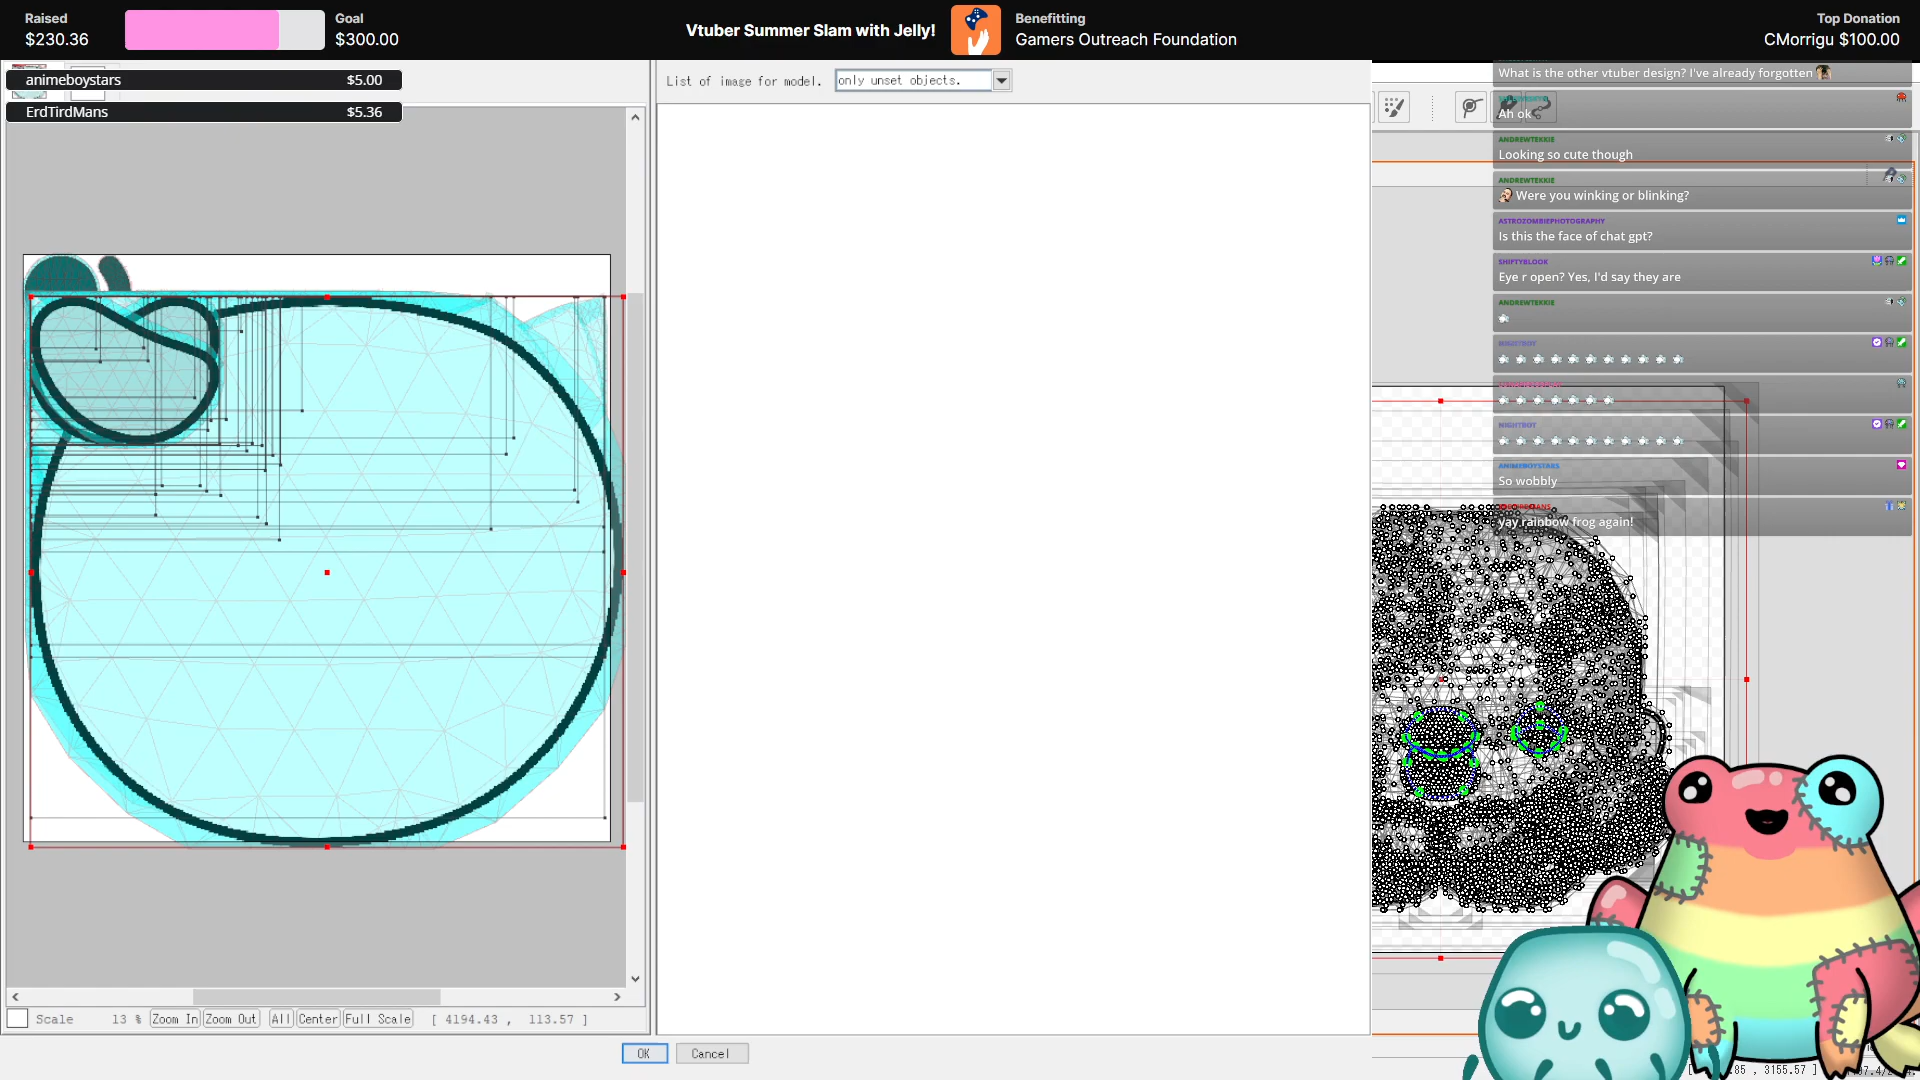 Raised
$230.36
Goal
$300.00
Vtuber Summer Slam with Jelly!
Benefitting
Gamers Outreach Foundation
Top Donation
CMorrigu $100.00
animeboystars $5.00
ErdTirdMans $5.36
List of image for model. only unset objects.
What is the other vtuber design? I've already forgotten
Ah ok
ANDREWTEKKIE
Looking so cute though
ANDREWTEKKIE
Were you winking or blinking?
ASTROZOMBIEPHOTOGRAPHY
Is this the face of chat gpt?
SHIFTYBLOOK
Eye r open? Yes, I'd say they are
ANDREWTEKKIE
NIGHTBOT
NIGHTBOT
ANIMEBOYSTARS
So wobbly
yay rainbow frog again!
Scale 13 % Zoom In Zoom Out All Center Full Scale [ 4194.43 , 113.57 ]
OK Cancel
.85 , 3155.57 ]